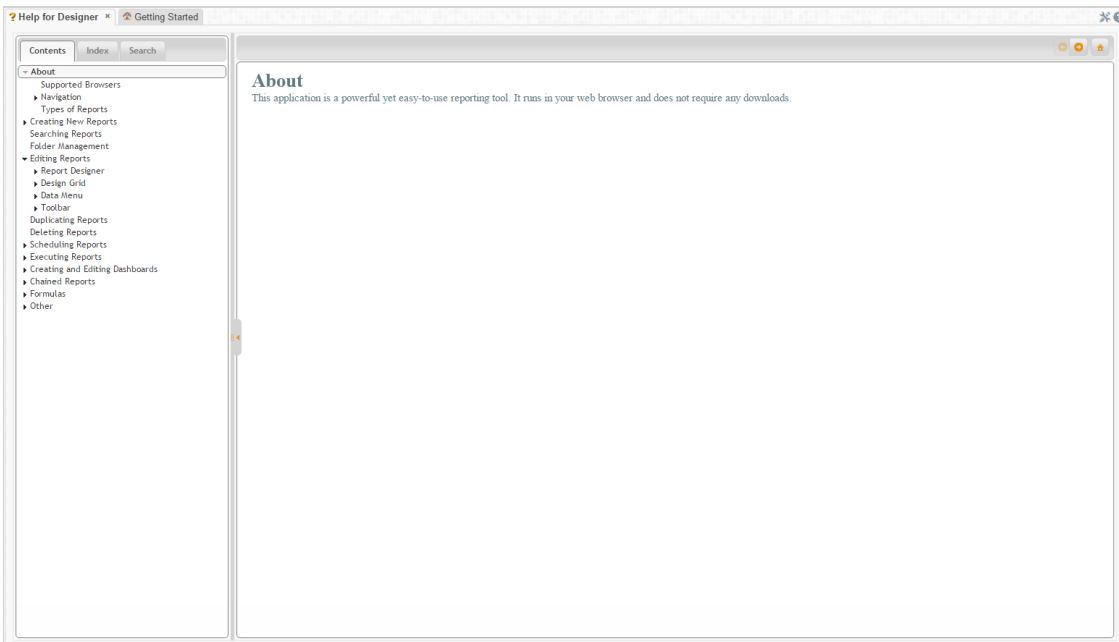 ? Help for Designer × Getting Started
Contents Index Search
About
Supported Browsers
Navigation
Types of Reports
Creating New Reports
Searching Reports
Folder Management
Editing Reports
Report Designer
Design Grid
Data Menu
Toolbar
Duplicating Reports
Deleting Reports
Scheduling Reports
Executing Reports
Creating and Editing Dashboards
Chained Reports
Formulas
Other
About
This application is a powerful yet easy-to-use reporting tool. It runs in your web browser and does not require any downloads.